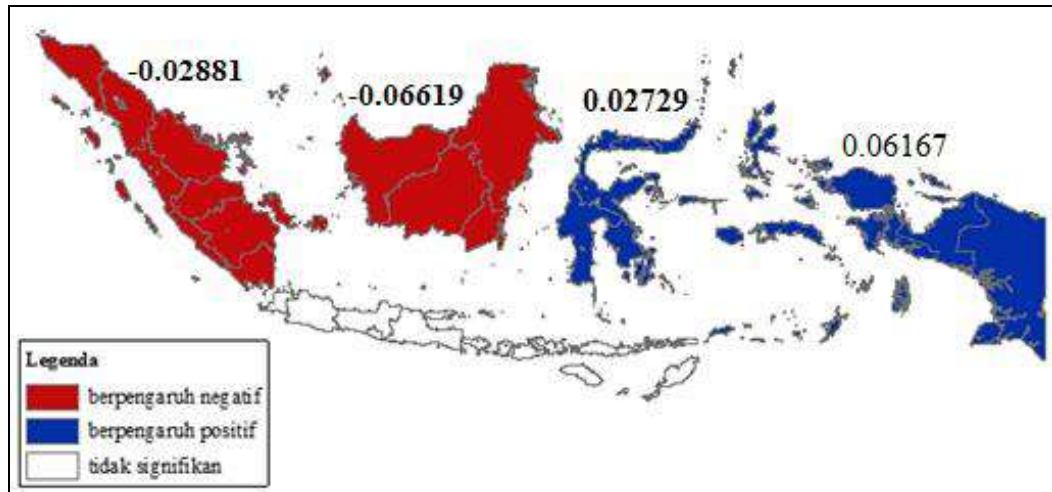 -0.02881
-0.06619
0.02729
0.06167
Legenda
berpengaruh negatif
berpengaruh positif
tidak signifikan